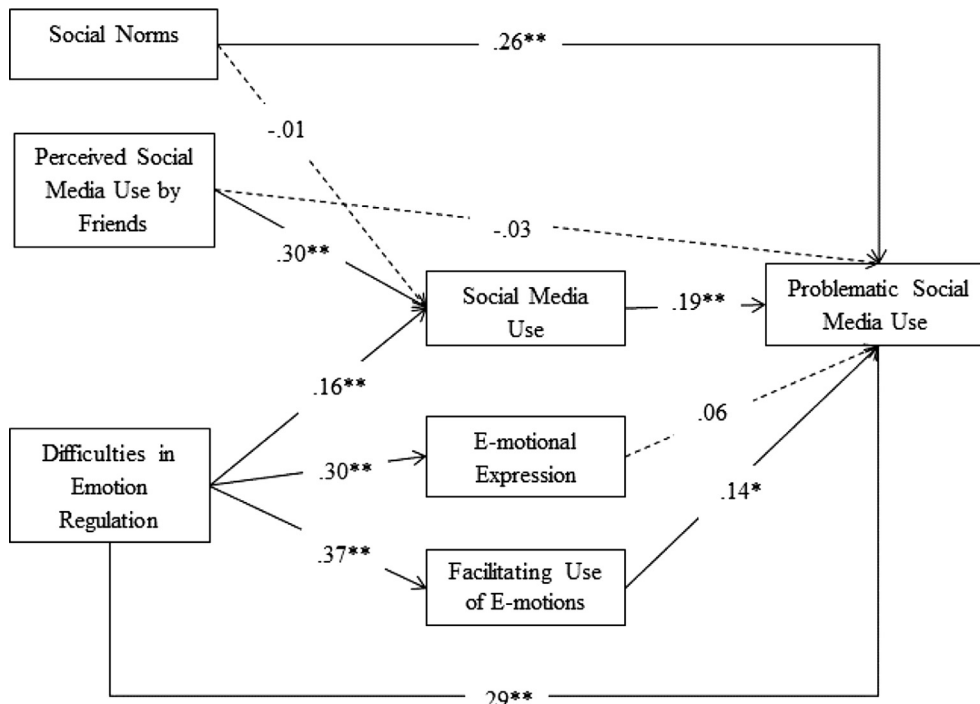 Social Norms
.26**
-.01
Perceived Social
Media Use by
Friends
-.03
.30**
Social Media
Use
.19**
Problematic Social
Media Use
.16**
.06
Difficulties in
Emotion
Regulation
.30**
E-motional
Expression
.14*
.37**
Facilitating Use
of E-motions
.29**